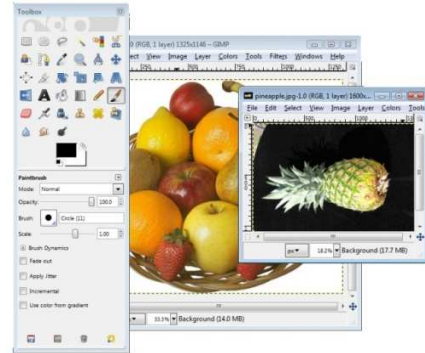 Toolbox
Paintbrush
Mode: Normal
Opacity: 100.0
Brush: Circle (11)
Scale: 1.00
Brush Dynamics
Fade out
Apply Jitter
Incremental
Use color from gradient
.0 (RGB, 1 layer) 1325x1146 – GIMP
ect View Image Layer Colors Tools Filters Windows Help
33.3% Background (14.0 MB)
pineapple.jpg-1.0 (RGB, 1 layer) 1600x...
File Edit Select View Image Layer Colors Tools
px 18.2% Background (17.7 MB)